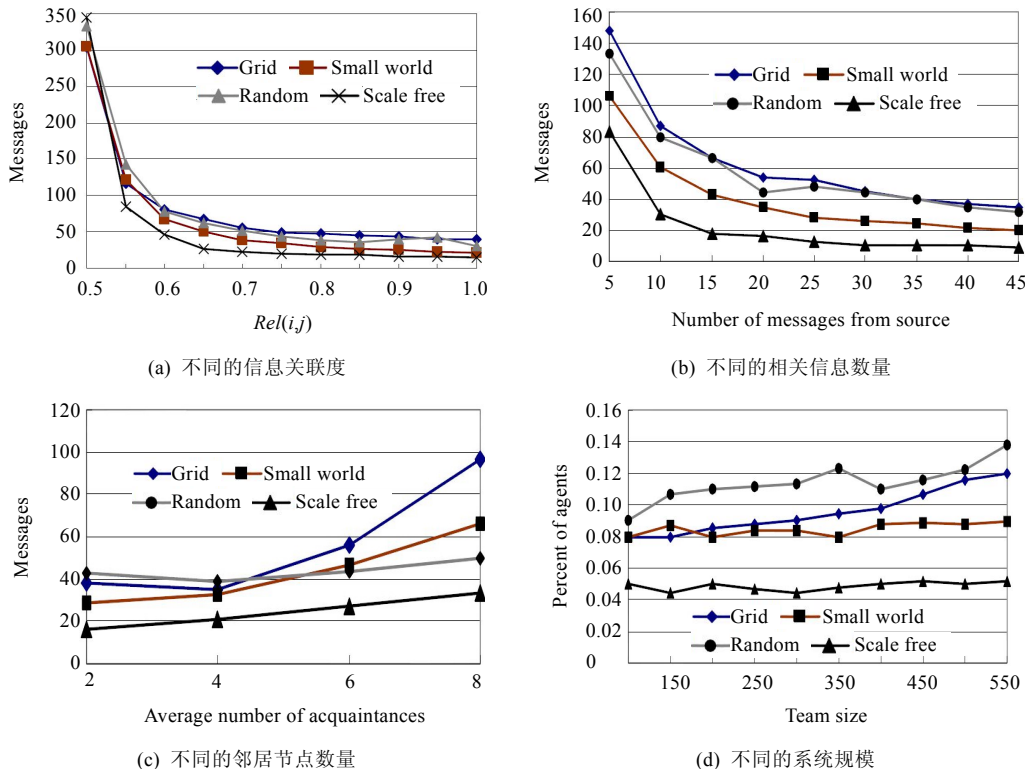 350
300
250
200
150
100
50
0
Messages
Grid
Small world
Random
Scale free
0.5 0.6 0.7 0.8 0.9 1.0
Rel(i,j)
(a) 不同的信息关联度
160
140
120
100
80
60
40
20
0
Messages
Grid
Small world
Random
Scale free
5 10 15 20 25 30 35 40 45
Number of messages from source
(b) 不同的相关信息数量
120
100
80
60
40
20
0
Messages
Grid
Small world
Random
Scale free
2 4 6 8
Average number of acquaintances
(c) 不同的邻居节点数量
0.16
0.14
0.12
0.10
0.08
0.06
0.04
0.02
0
Percent of agents
Grid
Small world
Random
Scale free
150 250 350 450 550
Team size
(d) 不同的系统规模